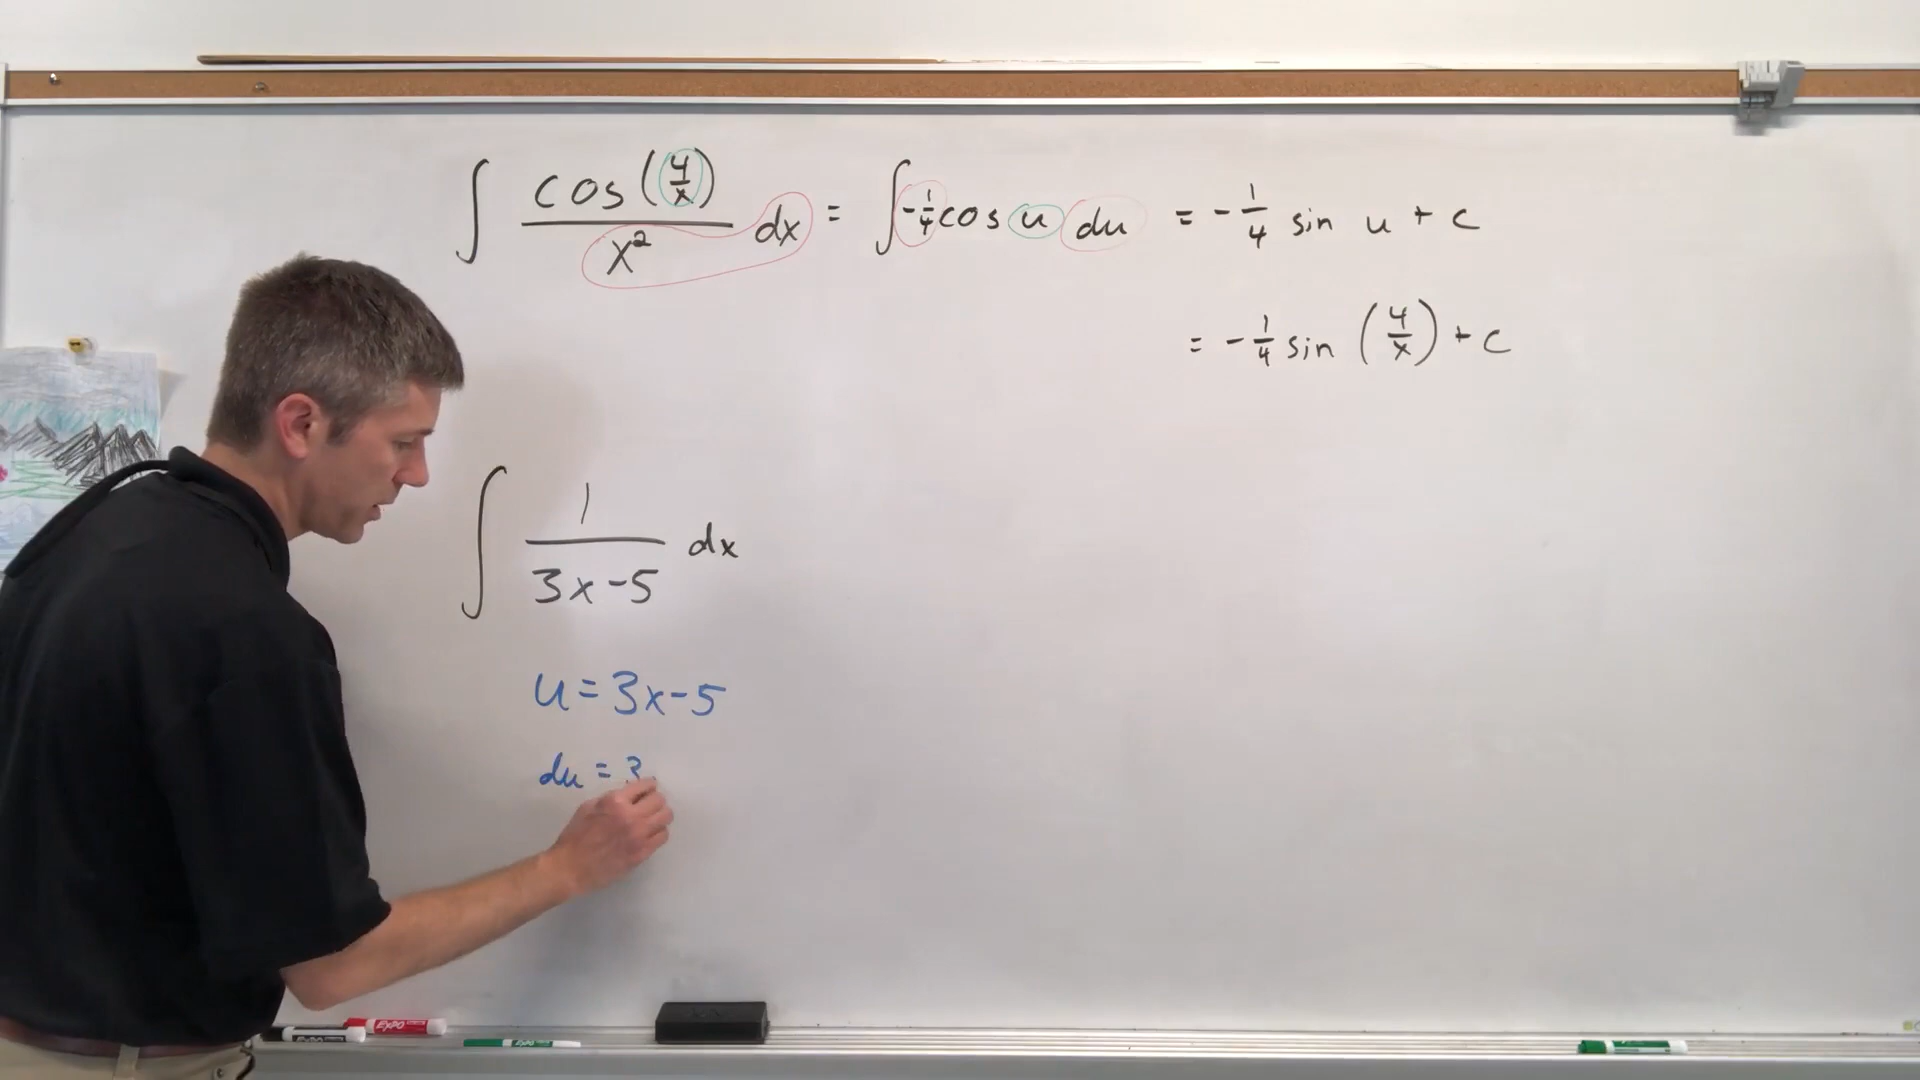 ∫ cos(4/x)/x² dx = ∫ -1/4 cos u du = -1/4 sin u + c
= -1/4 sin (4/x) + c
∫ 1/(3x-5) dx
u = 3x-5
du = 3
EXPO